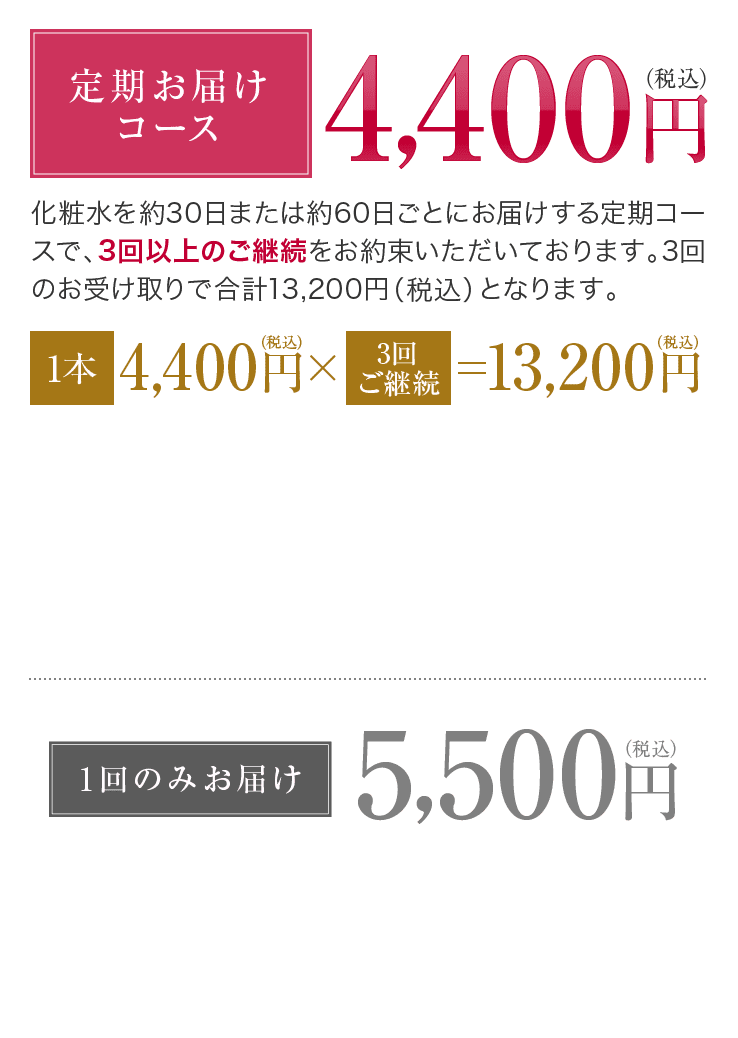 定期お届け
コース
4,400円(税込)
化粧水を約30日または約60日ごとにお届けする定期コー
スで、3回以上のご継続をお約束いただいております。3回
のお受け取りで合計13,200円(税込)となります。
1本 4,400円(税込)×3回ご継続=13,200円(税込)
1回のみお届け 5,500円(税込)